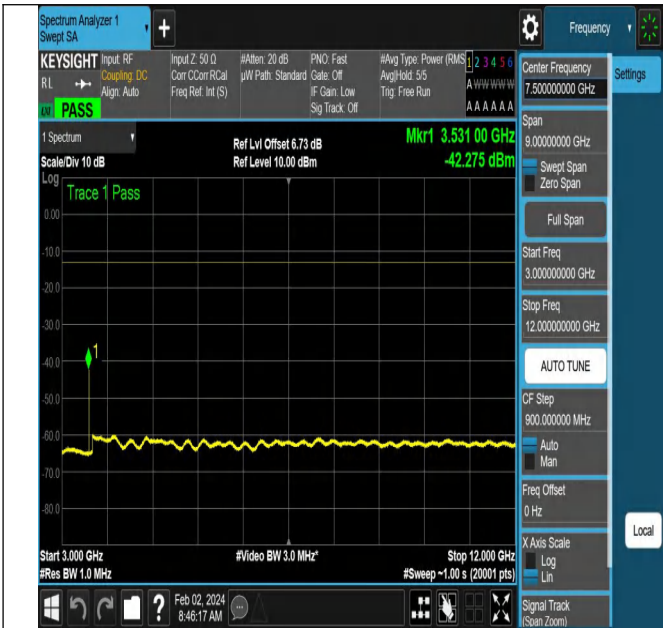 Spectrum Analyzer 1
Swept SA
+
Frequency
KEYSIGHT
RL
PASS
Input: RF
Coupling: DC
Align: Auto
Input Z: 50 Ω
Corr CCorr RCal
Freq Ref: Int (S)
#Atten: 20 dB
µW Path: Standard
PNO: Fast
Gate: Off
IF Gain: Low
Sig Track: Off
#Avg Type: Power (RMS
Avg|Hold: 5/5
Trig: Free Run
1 2 3 4 5 6
A W W W W W
A A A A A A
1 Spectrum
Scale/Div 10 dB
Ref Lvl Offset 6.73 dB
Ref Level 10.00 dBm
Mkr1 3.531 00 GHz
-42.275 dBm
Log
Trace 1 Pass
0.00
-10.0
-20.0
-30.0
1
-40.0
-50.0
-60.0
-70.0
-80.0
Start 3.000 GHz
#Res BW 1.0 MHz
#Video BW 3.0 MHz*
Stop 12.000 GHz
#Sweep ~1.00 s (20001 pts)
?
Feb 02, 2024
8:46:17 AM
Center Frequency
7.50000000 GHz
Span
9.00000000 GHz
Swept Span
Zero Span
Full Span
Start Freq
3.000000000 GHz
Stop Freq
12.000000000 GHz
AUTO TUNE
CF Step
900.000000 MHz
Auto
Man
Freq Offset
0 Hz
X Axis Scale
Log
Lin
Signal Track
(Span Zoom)
Settings
Local